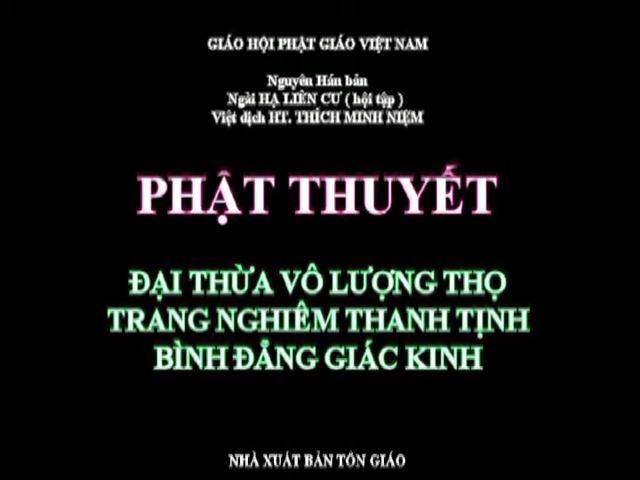 GIÁO HỘI PHẬT GIÁO VIỆT NAM
Nguyên Hán bản
Ngài HẠ LIÊN CƯ ( hội tập )
Việt dịch HT. THÍCH MINH NIỆM
PHẬT THUYẾT
ĐẠI THỪA VÔ LƯỢNG THỌ
TRANG NGHIÊM THANH TỊNH
BÌNH ĐẲNG GIÁC KINH
NHÀ XUẤT BẢN TÔN GIÁO